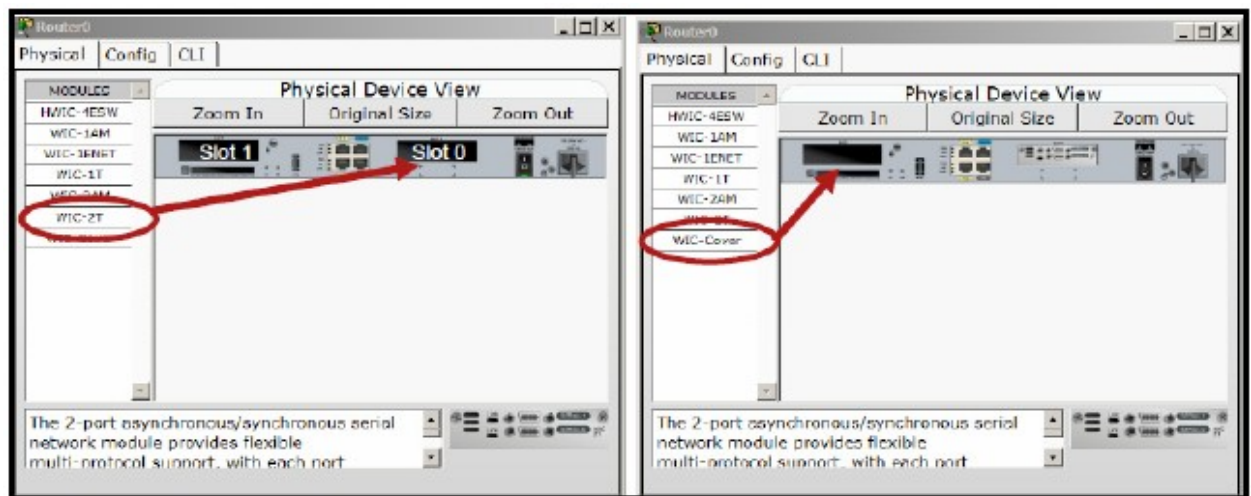 Router0
Physical Config CLI
MODULES
Physical Device View
HWIC-4ESW
Zoom In Original Size Zoom Out
WIC-1AM
WIC-1ENET
Slot 1 Slot 0
WIC-1T
WIC-2AM
WIC-2T
The 2-port asynchronous/synchronous serial
network module provides flexible
multi-protocol support, with each port
Router0
Physical Config CLI
MODULES
Physical Device View
HWIC-4ESW
Zoom In Original Size Zoom Out
WIC-1AM
WIC-1ENET
WIC-1T
WIC-2AM
WIC-Cover
The 2-port asynchronous/synchronous serial
network module provides flexible
multi-protocol support, with each port